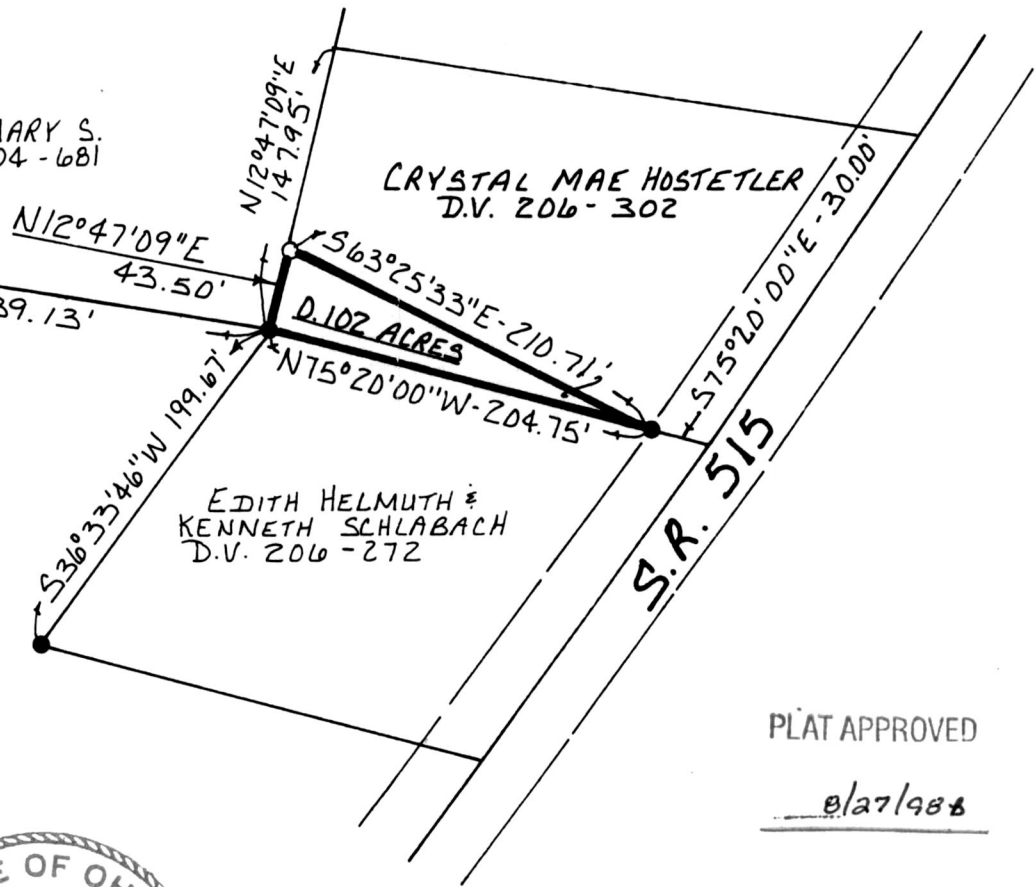 N12°47'09"E
147.95'
ARY S.
04-681
CRYSTAL MAE HOSTETLER
D.V. 206-302
N12°47'09"E
43.50'
S63°25'33"E-210.71'
39.13'
0.102 ACRES
N75°20'00"W-204.75'
S75°20'00"E-30.00'
S36°33'46"W 199.67'
EDITH HELMUTH &
KENNETH SCHLABACH
D.V. 206-272
S.R. 515
PLAT APPROVED
8/27/98
E OF OH